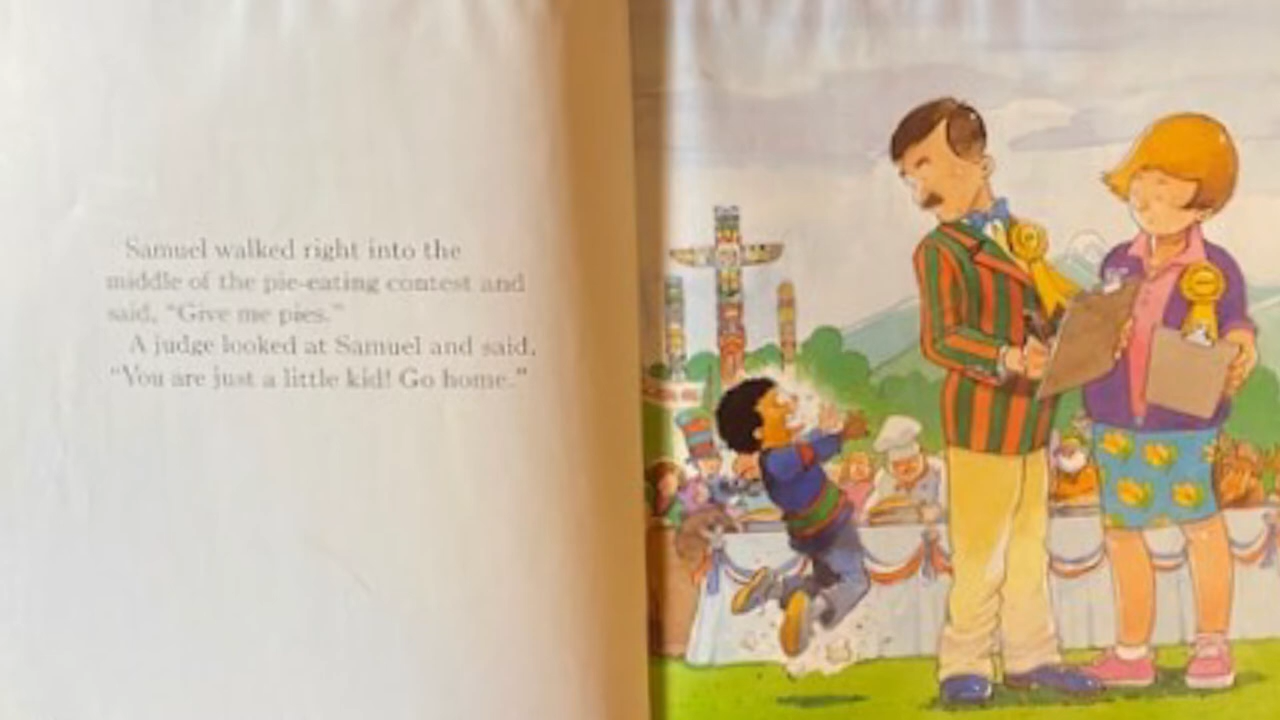 Samuel walked right into the
middle of the pie-eating contest and
said, "Give me pies."
A judge looked at Samuel and said,
"You are just a little kid! Go home."